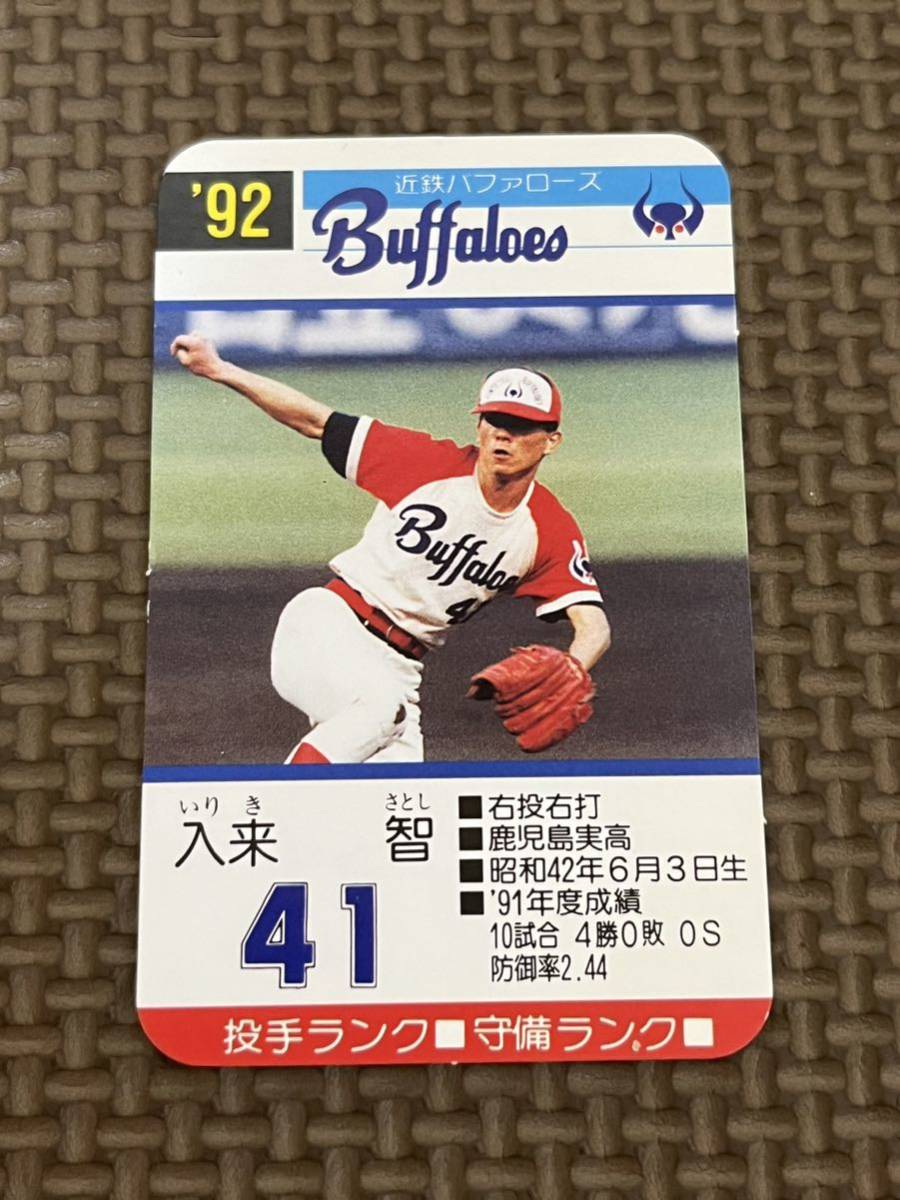 '92
近鉄バファローズ
Buffaloes
Buffaloes
41
いりき さとし
入来 智
41
■右投右打
■鹿児島実高
■昭和42年6月3日生
■'91年度成績
10試合 4勝0敗 0S
防御率2.44
投手ランク□ 守備ランク□